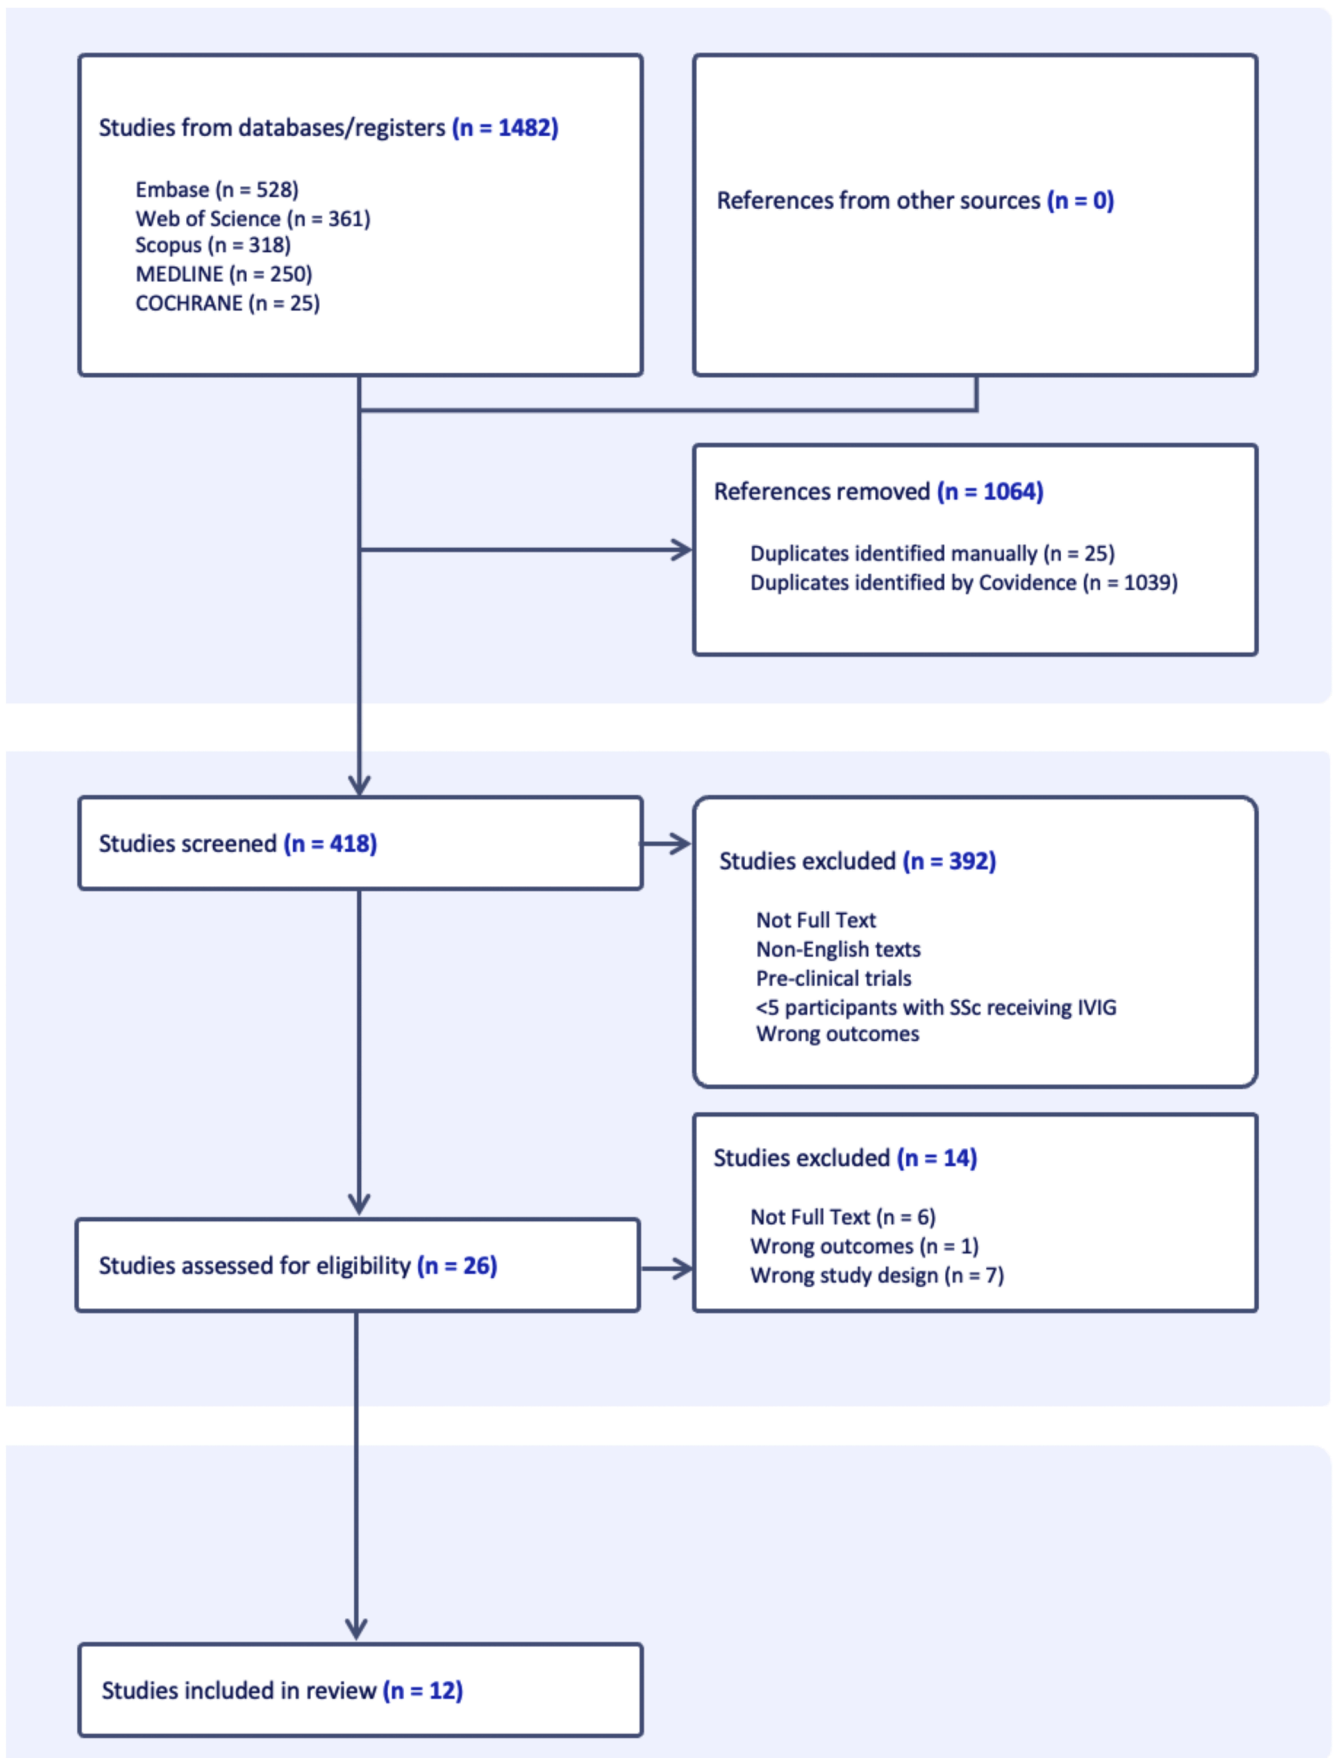 Studies from databases/registers (n = 1482)
Embase (n = 528)
Web of Science (n = 361)
Scopus (n = 318)
MEDLINE (n = 250)
COCHRANE (n = 25)
References from other sources (n = 0)
References removed (n = 1064)
Duplicates identified manually (n = 25)
Duplicates identified by Covidence (n = 1039)
Studies screened (n = 418)
Studies excluded (n = 392)
Not Full Text
Non-English texts
Pre-clinical trials
<5 participants with SSc receiving IVIG
Wrong outcomes
Studies assessed for eligibility (n = 26)
Studies excluded (n = 14)
Not Full Text (n = 6)
Wrong outcomes (n = 1)
Wrong study design (n = 7)
Studies included in review (n = 12)